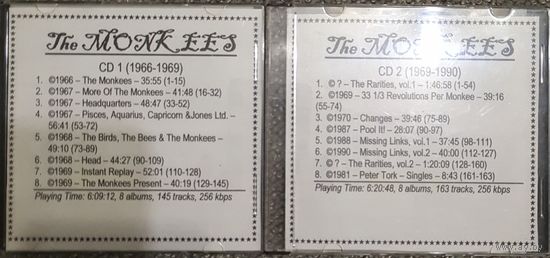 The MONKEES
CD 1 (1966-1969)
1. ©1966 – The Monkees – 35:55 (1-15)
2. ©1967 – More Of The Monkees – 41:48 (16-32)
3. ©1967 – Headquarters – 48:47 (33-52)
4. ©1967 – Pisces, Aquarius, Capricorn &Jones Ltd. –
56:41 (53-72)
5. ©1968 – The Birds, The Bees & The Monkees –
49:10 (73-89)
6. ©1968 – Head – 44:27 (90-109)
7. ©1969 – Instant Replay – 52:01 (110-128)
8. ©1969 – The Monkees Present – 40:19 (129-145)
Playing Time: 6:09:12, 8 albums, 145 tracks, 256 kbps
The MONKEES
CD 2 (1969-1990)
1. © ? – The Rarities, vol.1 – 1:46:58 (1-54)
2. ©1969 – 33 1/3 Revolutions Per Monkee – 39:16
(55-74)
3. ©1970 – Changes – 39:46 (75-89)
4. ©1987 – Pool It! – 28:07 (90-97)
5. ©1988 – Missing Links, vol.1 – 37:45 (98-111)
6. ©1990 – Missing Links, vol.2 – 40:00 (112-127)
7. © ? – The Rarities, vol.2 – 1:20:09 (128-160)
8. ©1981 – Peter Tork – Singles – 8:43 (161-163)
Playing Time: 6:20:48, 8 albums, 163 tracks, 256 kbps